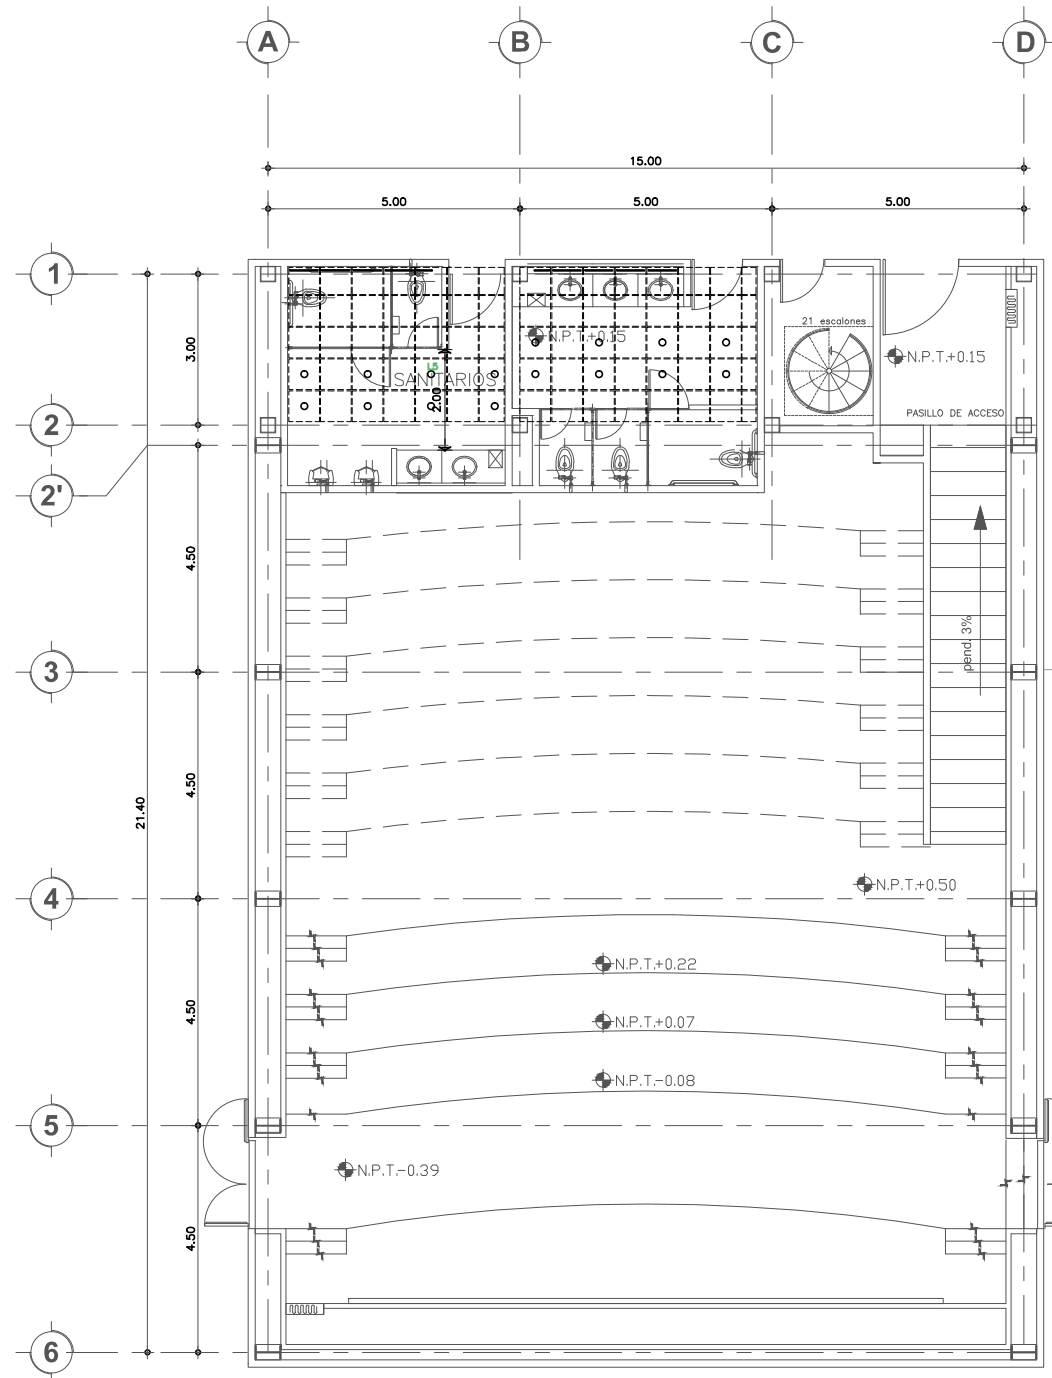 A B C D
15.00
5.00 5.00 5.00
1
21 escalones
N.P.T.+0.15
3.00
N.P.T.+0.15
L5
SANITARIOS
2.00
PASILLO DE ACCESO
2
2'
4.50
pend. 3%
3
4.50
21.40
N.P.T.+0.50
4
N.P.T.+0.22
4.50
N.P.T.+0.07
N.P.T.-0.08
5
N.P.T.-0.39
4.50
6